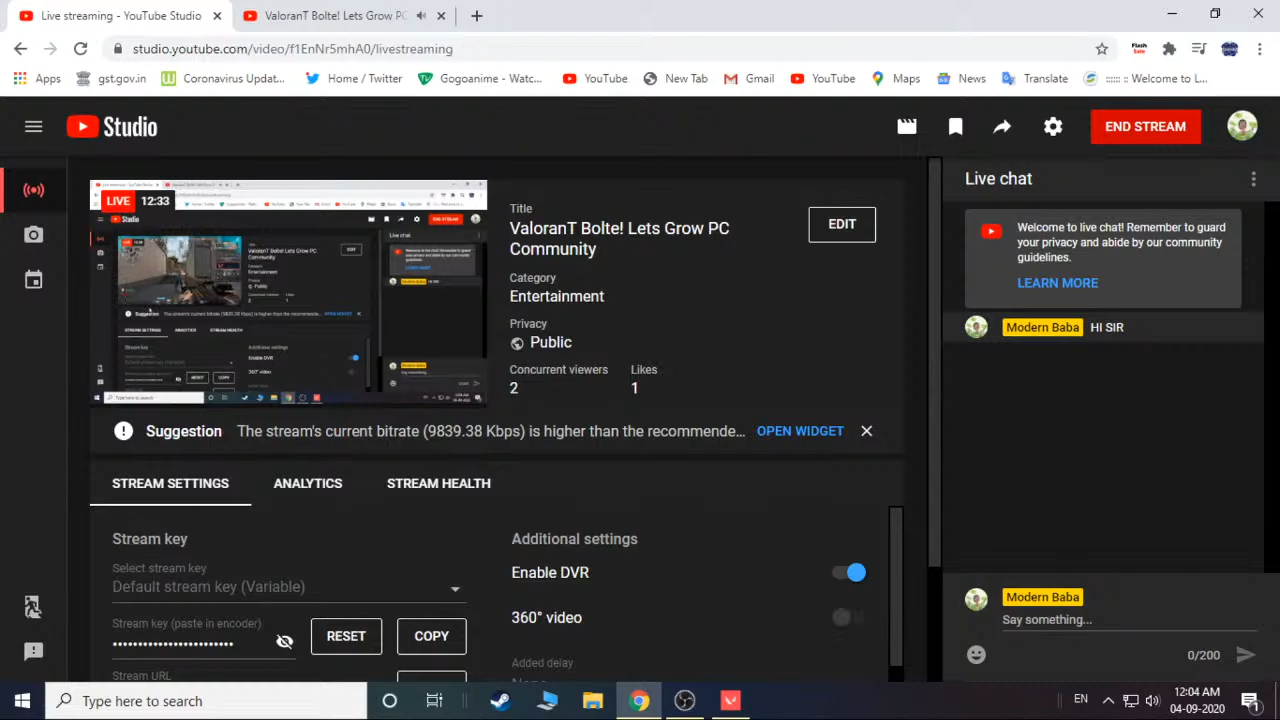 Live streaming - YouTube Studio
ValoranT Bolte! Lets Grow PC
studio.youtube.com/video/f1EnNr5mhA0/livestreaming
Flash
Sale
Apps
gst.gov.in
Coronavirus Updat...
Home / Twitter
Gogoanime - Watc...
YouTube
New Tab
Gmail
YouTube
Maps
News
Translate
Welcome to L...
Studio
END STREAM
LIVE 12:33
Title
ValoranT Bolte! Lets Grow PC
Community
EDIT
Category
Entertainment
Privacy
Public
Concurrent viewers
Likes
2
1
Suggestion
The stream's current bitrate (9839.38 Kbps) is higher than the recommende...
OPEN WIDGET
STREAM SETTINGS
ANALYTICS
STREAM HEALTH
Stream key
Select stream key
Default stream key (Variable)
Stream key (paste in encoder)
RESET
COPY
Stream URL
Additional settings
Enable DVR
360° video
Added delay
Live chat
Welcome to live chat! Remember to guard
your privacy and abide by our community
guidelines.
LEARN MORE
Modern Baba HI SIR
Modern Baba
Say something...
0/200
Type here to search
EN
12:04 AM
04-09-2020
1